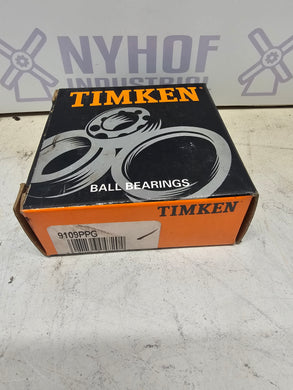 NYHOF
INDUSTRIAL
TIMKEN
BALL BEARINGS
TIMKEN
9109PPG